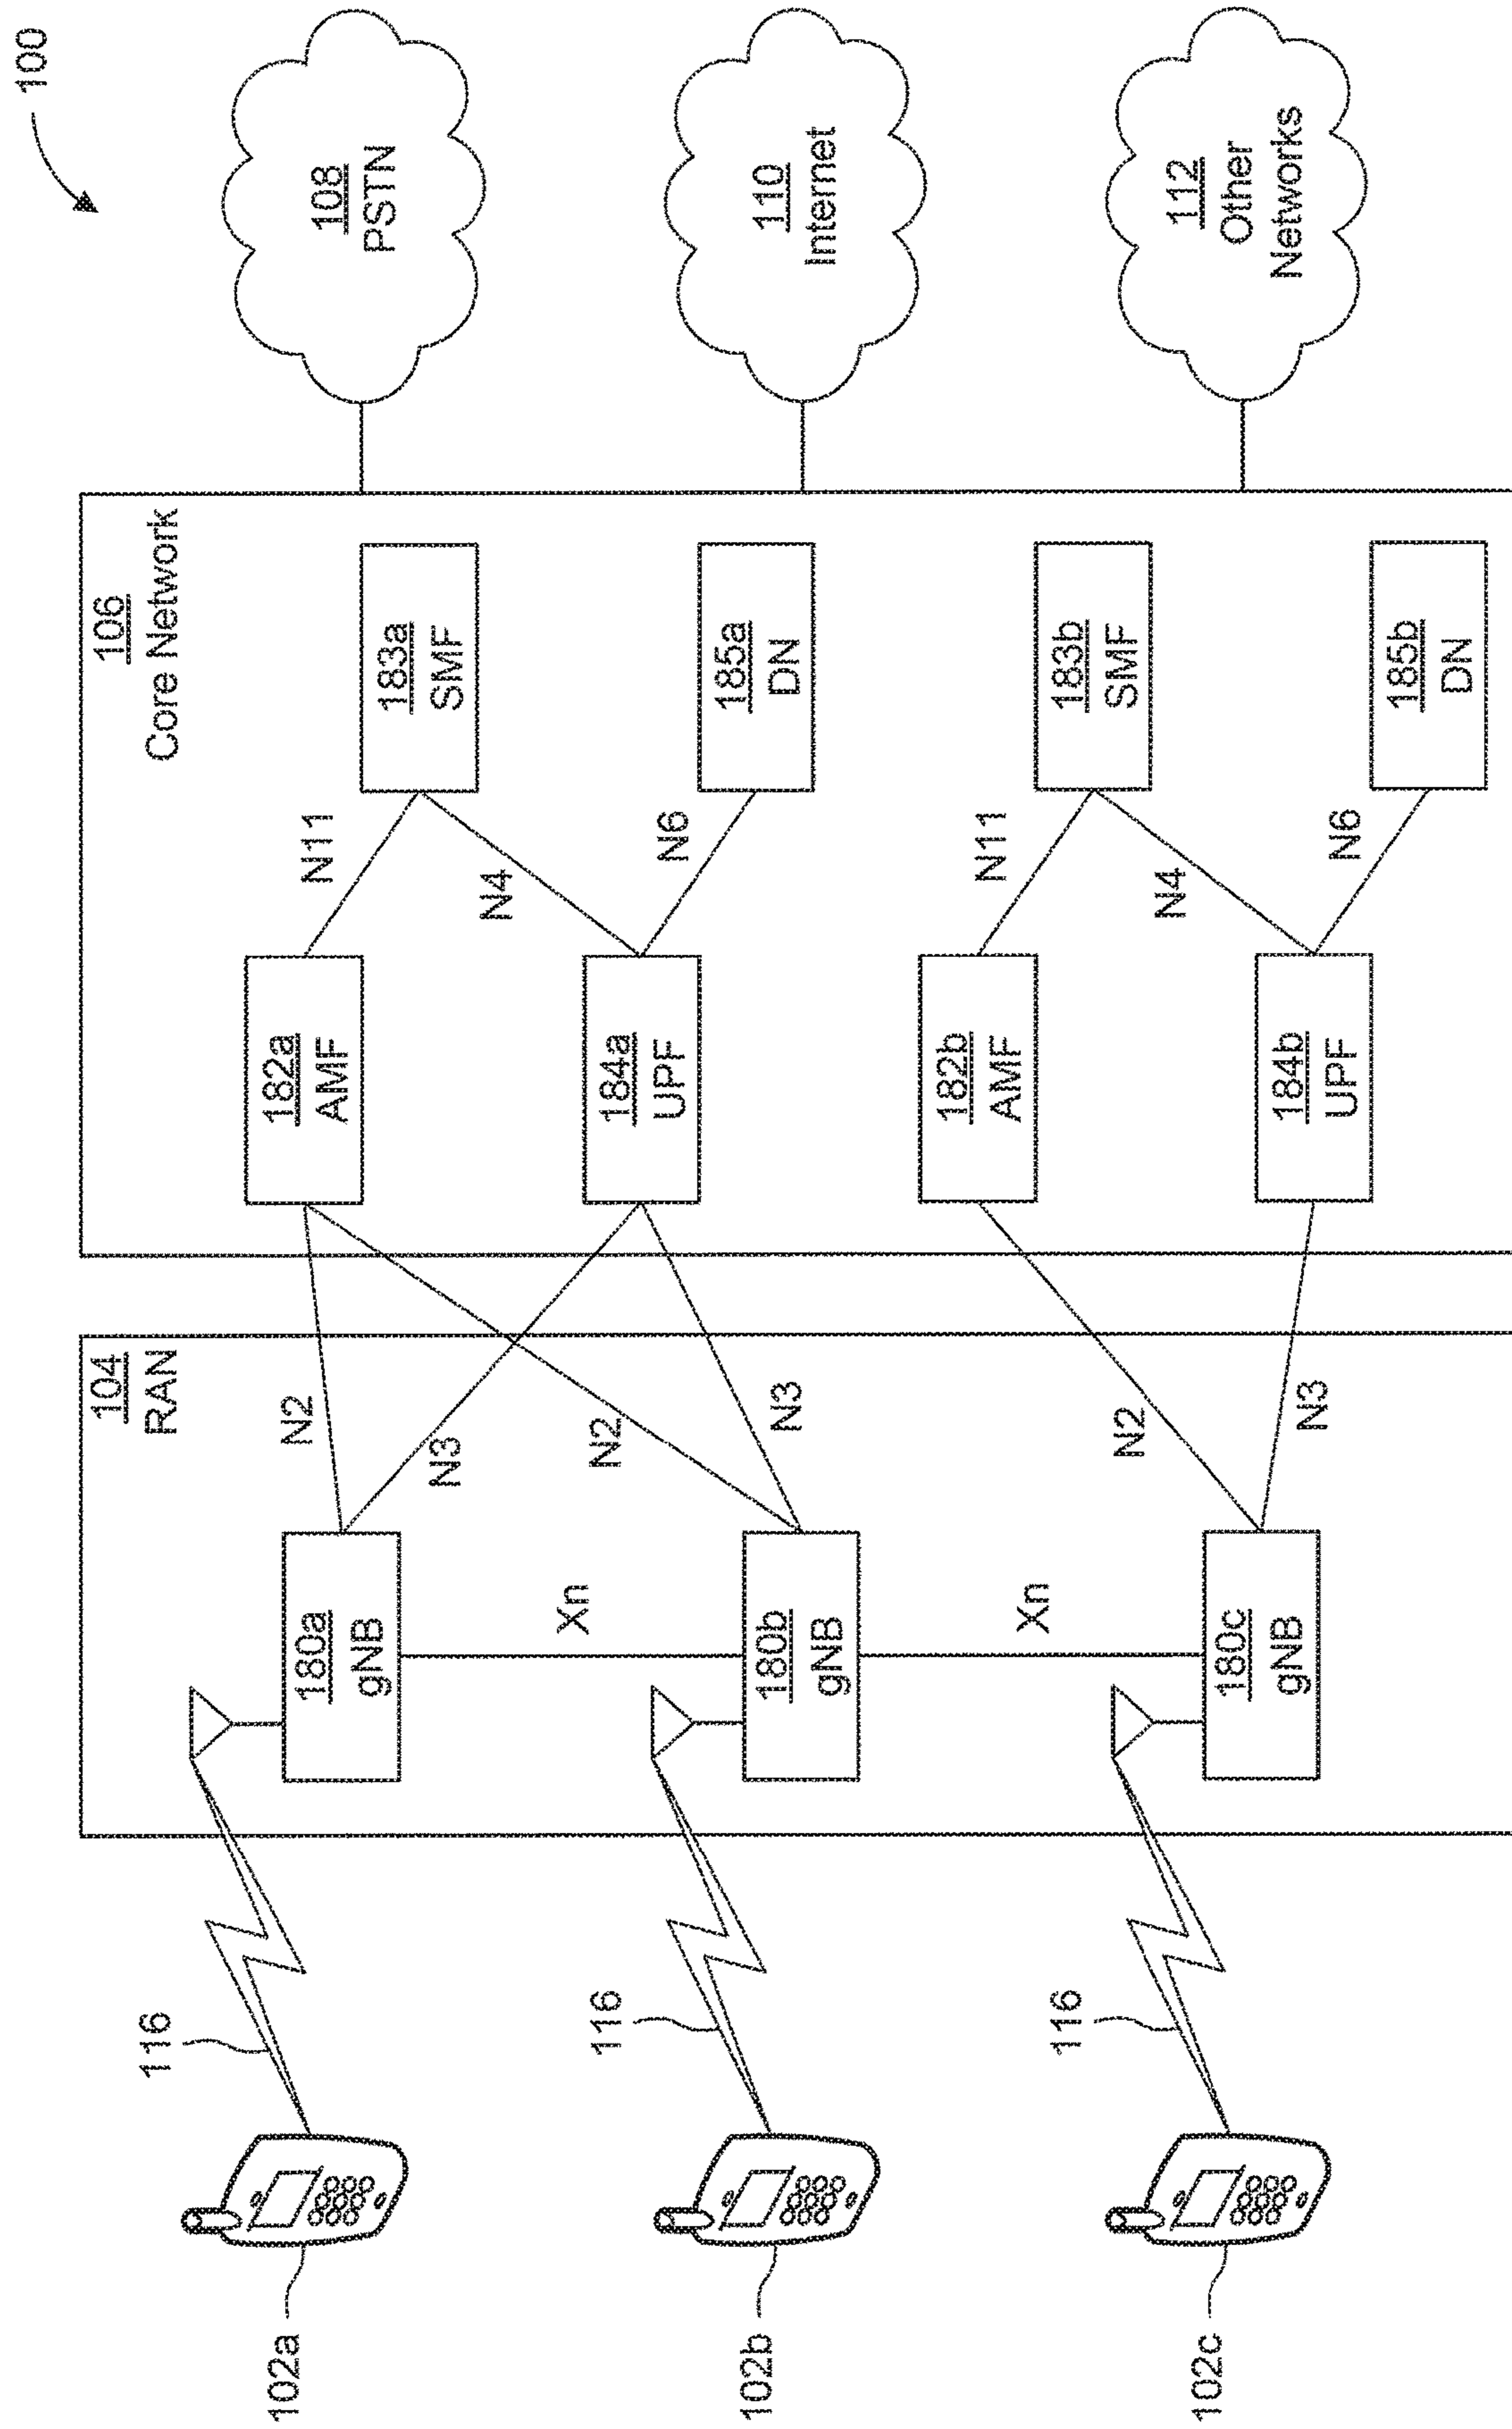 100
104
RAN
106
Core Network
102a
116
180a
gNB
N2
N3
182a
AMF
N11
183a
SMF
N4
108
PSTN
Xn
102b
116
180b
gNB
N2
N3
184a
UPF
N6
185a
DN
110
Internet
Xn
102c
116
180c
gNB
N2
N3
182b
AMF
N11
183b
SMF
N4
184b
UPF
N6
185b
DN
112
Other
Networks